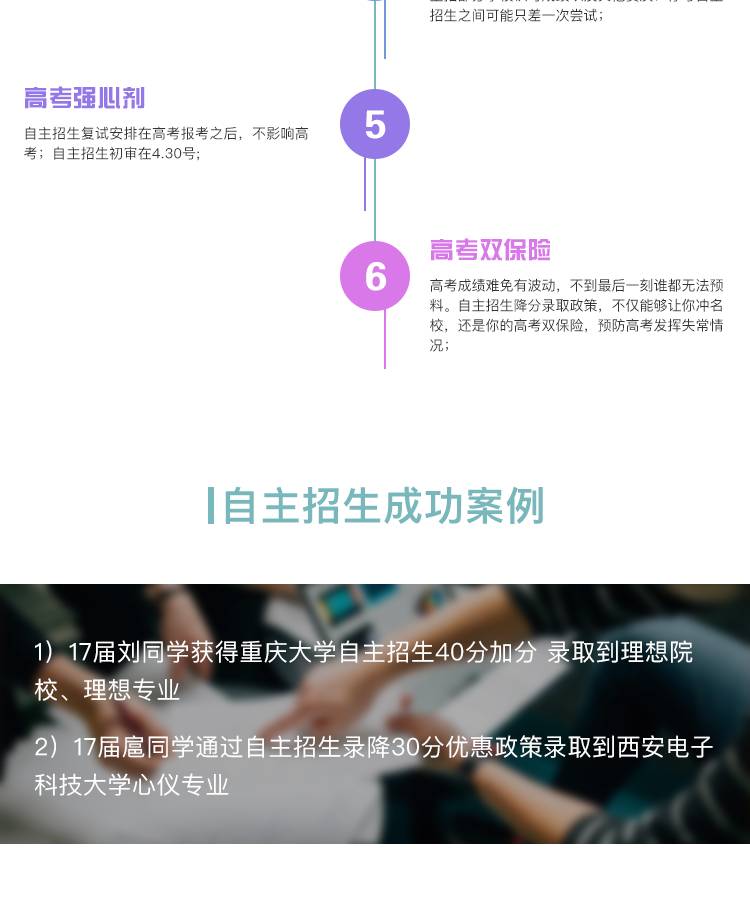 招生之间可能只差一次尝试；
高考强心剂
自主招生复试安排在高考报考之后，不影响高
考；自主招生初审在4.30号;
5
高考双保险
6
高考成绩难免有波动，不到最后一刻谁都无法预
料。自主招生降分录取政策，不仅能够让你冲名
校，还是你的高考双保险，预防高考发挥失常情
况；
自主招生成功案例
1）17届刘同学获得重庆大学自主招生40分加分 录取到理想院
校、理想专业
2）17届扈同学通过自主招生录降30分优惠政策录取到西安电子
科技大学心仪专业